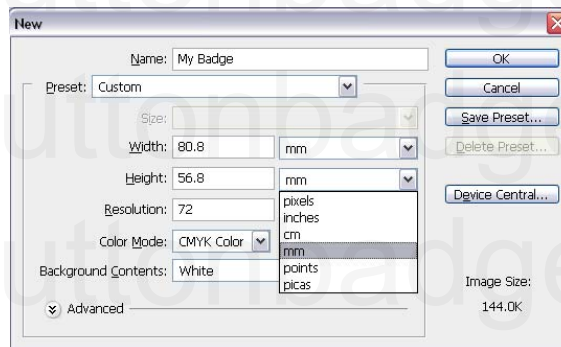 New
Name: My Badge
OK
Preset: Custom
Cancel
Size:
Save Preset...
Width: 80.8 mm
Delete Preset...
Height: 56.8 mm
Device Central...
pixels
inches
cm
mm
points
picas
Resolution: 72
Color Mode: CMYK Color
Background Contents: White
Image Size:
144.0K
Advanced
uttonbadge
uttonbadge